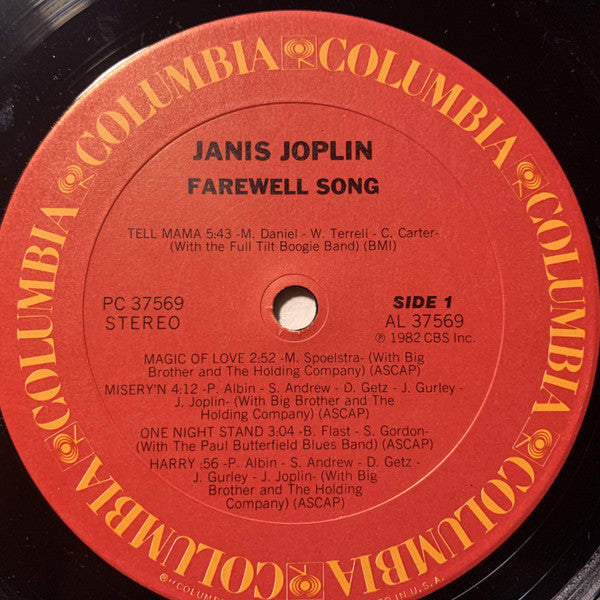 COLUMBIA COLUMBIA COLUMBIA COLUMBIA COLUMBIA COLUMBIA
JANIS JOPLIN
FAREWELL SONG
TELL MAMA 5:43 -M. Daniel - W. Terrell - C. Carter-
(With the Full Tilt Boogie Band) (BMI)
PC 37569
STEREO
SIDE 1
AL 37569
℗ 1982 CBS Inc.
MAGIC OF LOVE 2:52 -M. Spoelstra- (With Big
Brother and The Holding Company) (ASCAP)
MISERY'N 4:12 -P. Albin - S. Andrew - D. Getz - J. Gurley -
J. Joplin- (With Big Brother and The
Holding Company) (ASCAP)
ONE NIGHT STAND 3:04 -B. Flast - S. Gordon-
(With The Paul Butterfield Blues Band) (ASCAP)
HARRY :56 -P. Albin - S. Andrew - D. Getz -
J. Gurley - J. Joplin- (With Big
Brother and The Holding
Company) (ASCAP)
IN U.S.A.